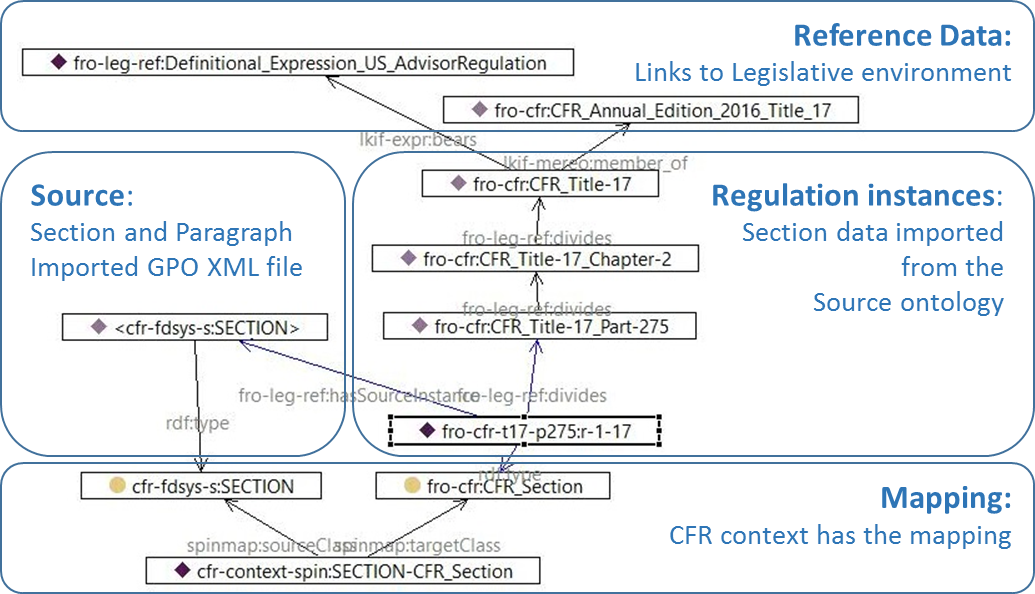 Reference Data:
Links to Legislative environment
fro-leg-ref:Definitional_Expression_US_AdvisorRegulation
fro-cfr:CFR_Annual_Edition_2016_Title_17
lkif-expr:bears
lkif-mereo:member_of
Source:
Section and Paragraph
Imported GPO XML file
Regulation instances:
Section data imported
from the
Source ontology
fro-cfr:CFR_Title-17
fro-leg-ref:divides
fro-cfr:CFR_Title-17_Chapter-2
fro-leg-ref:divides
fro-cfr:CFR_Title-17_Part-275
<cfr-fdsys-s:SECTION>
fro-leg-ref:hasSourceInstance
fro-leg-ref:divides
rdf:type
fro-cfr-t17-p275:r-1-17
rdf:type
Mapping:
CFR context has the mapping
cfr-fdsys-s:SECTION
fro-cfr:CFR_Section
spinmap:sourceClass
spinmap:targetClass
cfr-context-spin:SECTION-CFR_Section